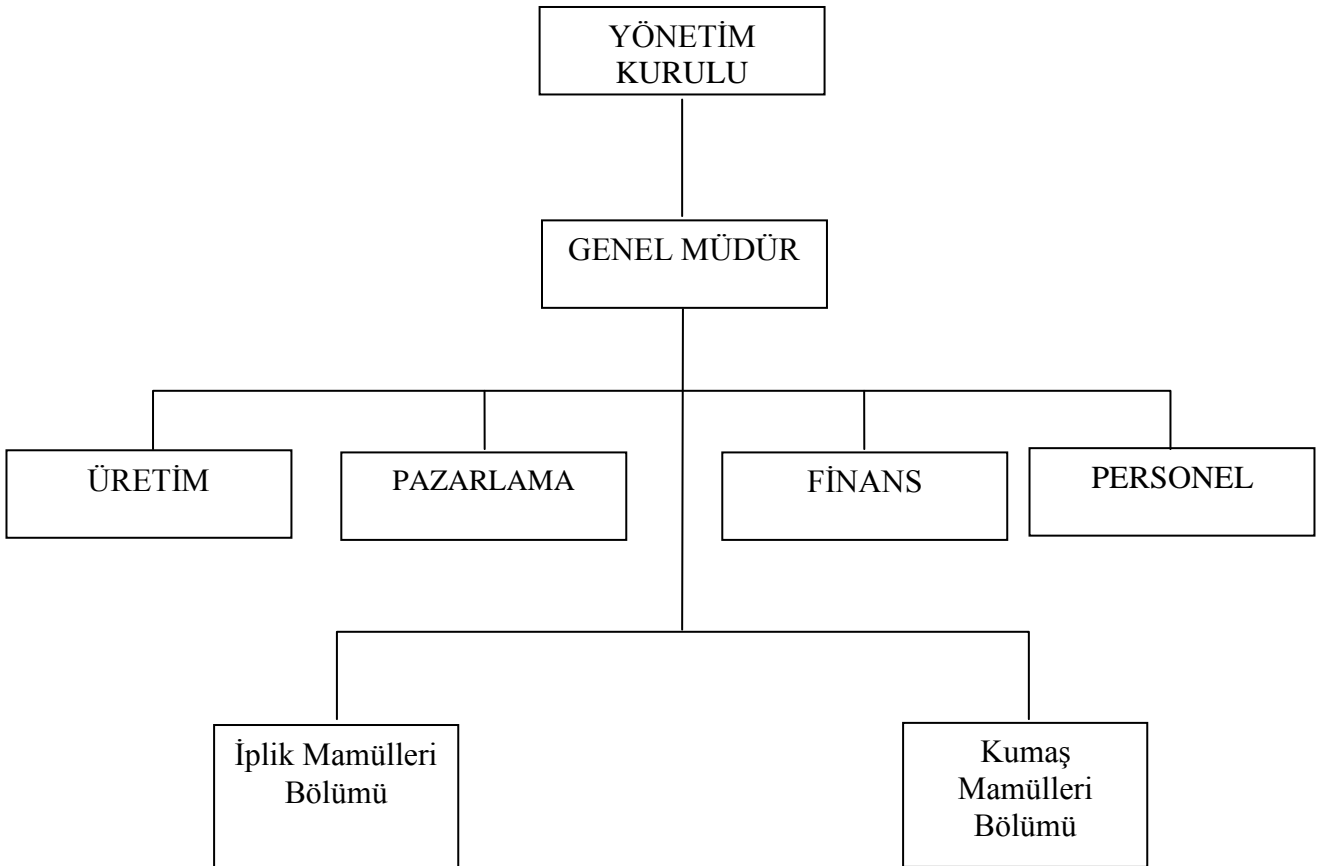 YÖNETİM
KURULU
GENEL MÜDÜR
ÜRETİM
PAZARLAMA
FİNANS
PERSONEL
İplik Mamülleri
Bölümü
Kumaş
Mamülleri
Bölümü